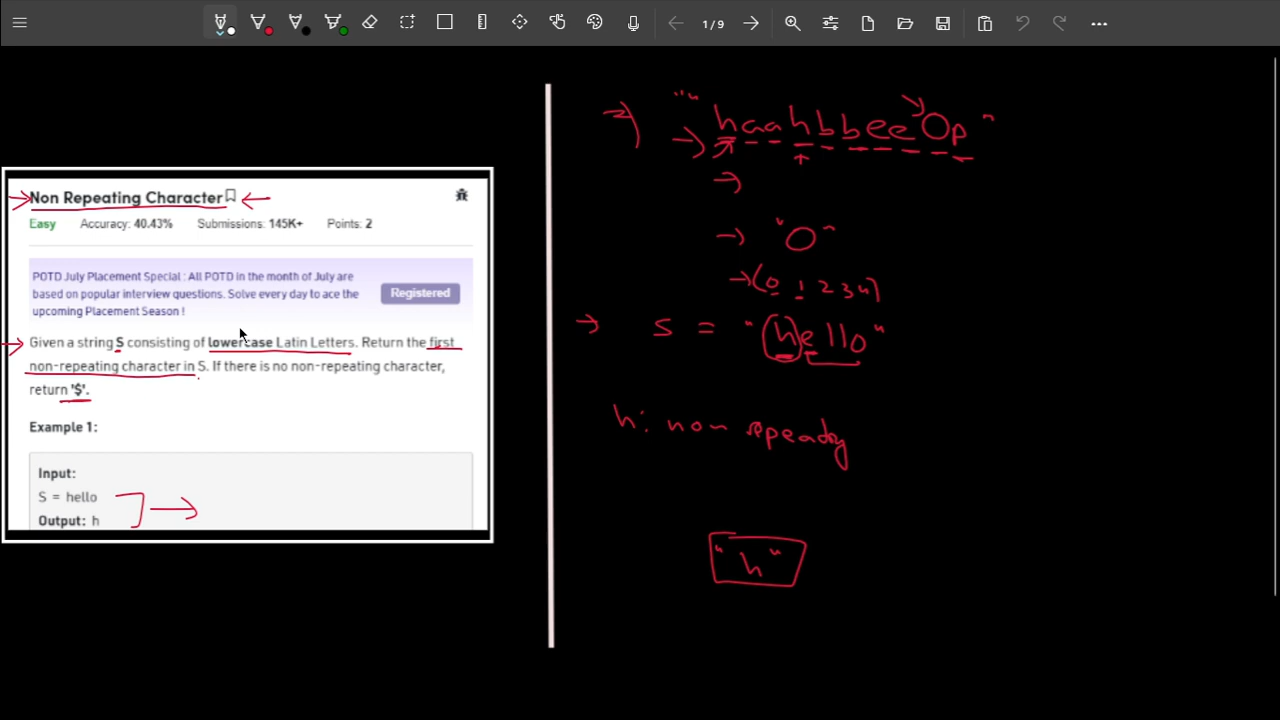 1/9
Non Repeating Character
Easy Accuracy: 40.43% Submissions: 145K+ Points: 2
POTD July Placement Special : All POTD in the month of July are
based on popular interview questions. Solve every day to ace the
upcoming Placement Season !
Registered
Given a string S consisting of lowercase Latin Letters. Return the first
non-repeating character in S. If there is no non-repeating character,
return '$'.
Example 1:
Input:
S = hello
Output: h
"haahbbeeOp"
"O"
(0 1 2 3 4)
s = "hello"
h: non
"h"